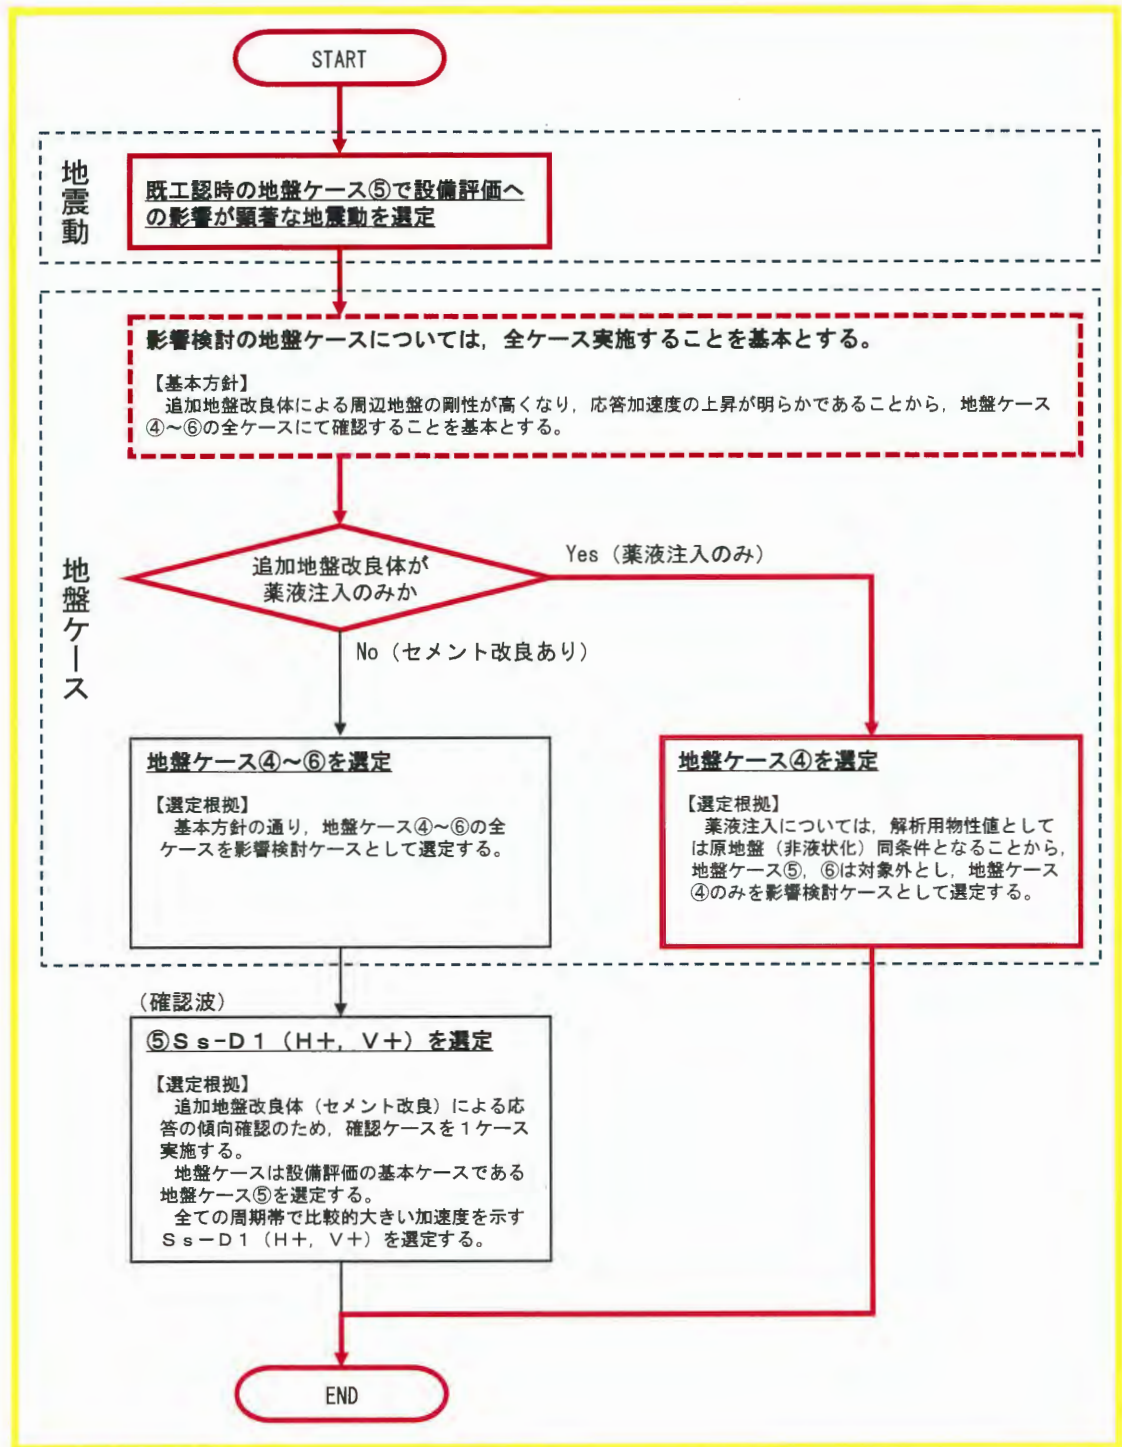 START
地震動
既工認時の地盤ケース⑤で設備評価へ
の影響が顕著な地震動を選定
影響検討の地盤ケースについては，全ケース実施することを基本とする。
【基本方針】
追加地盤改良体による周辺地盤の剛性が高くなり，応答加速度の上昇が明らかであることから，地盤ケース
④～⑥の全ケースにて確認することを基本とする。
地盤ケース
追加地盤改良体が
薬液注入のみか
Yes（薬液注入のみ）
No（セメント改良あり）
地盤ケース④～⑥を選定
【選定根拠】
基本方針の通り，地盤ケース④～⑥の全
ケースを影響検討ケースとして選定する。
地盤ケース④を選定
【選定根拠】
薬液注入については，解析用物性値として
は原地盤（非液状化）同条件となることから，
地盤ケース⑤，⑥は対象外とし，地盤ケース
④のみを影響検討ケースとして選定する。
（確認波）
⑤Ｓｓ-Ｄ１（Ｈ＋，Ｖ＋）を選定
【選定根拠】
追加地盤改良体（セメント改良）による応
答の傾向確認のため，確認ケースを１ケース
実施する。
地盤ケースは設備評価の基本ケースである
地盤ケース⑤を選定する。
全ての周期帯で比較的大きい加速度を示す
Ｓｓ－Ｄ１（Ｈ＋，Ｖ＋）を選定する。
END